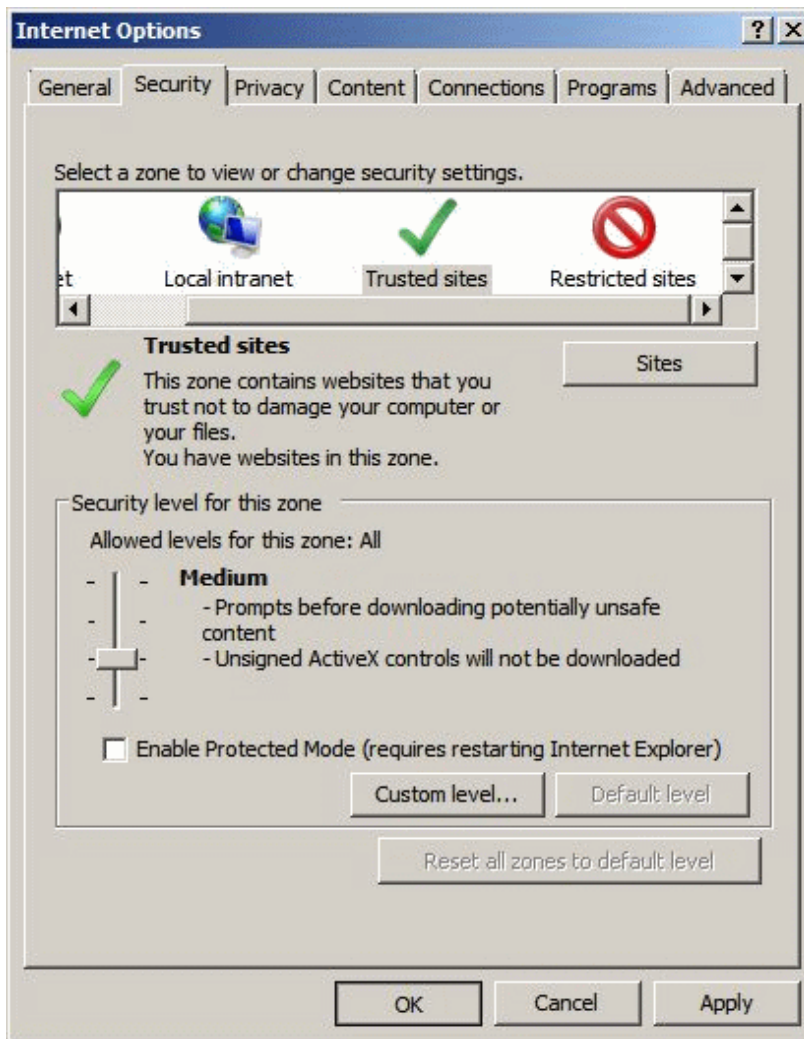 Internet Options
General Security Privacy Content Connections Programs Advanced
Select a zone to view or change security settings.
et Local intranet Trusted sites Restricted sites
Trusted sites
Sites
This zone contains websites that you
trust not to damage your computer or
your files.
You have websites in this zone.
Security level for this zone
Allowed levels for this zone: All
Medium
- Prompts before downloading potentially unsafe
content
- Unsigned ActiveX controls will not be downloaded
Enable Protected Mode (requires restarting Internet Explorer)
Custom level... Default level
Reset all zones to default level
OK Cancel Apply